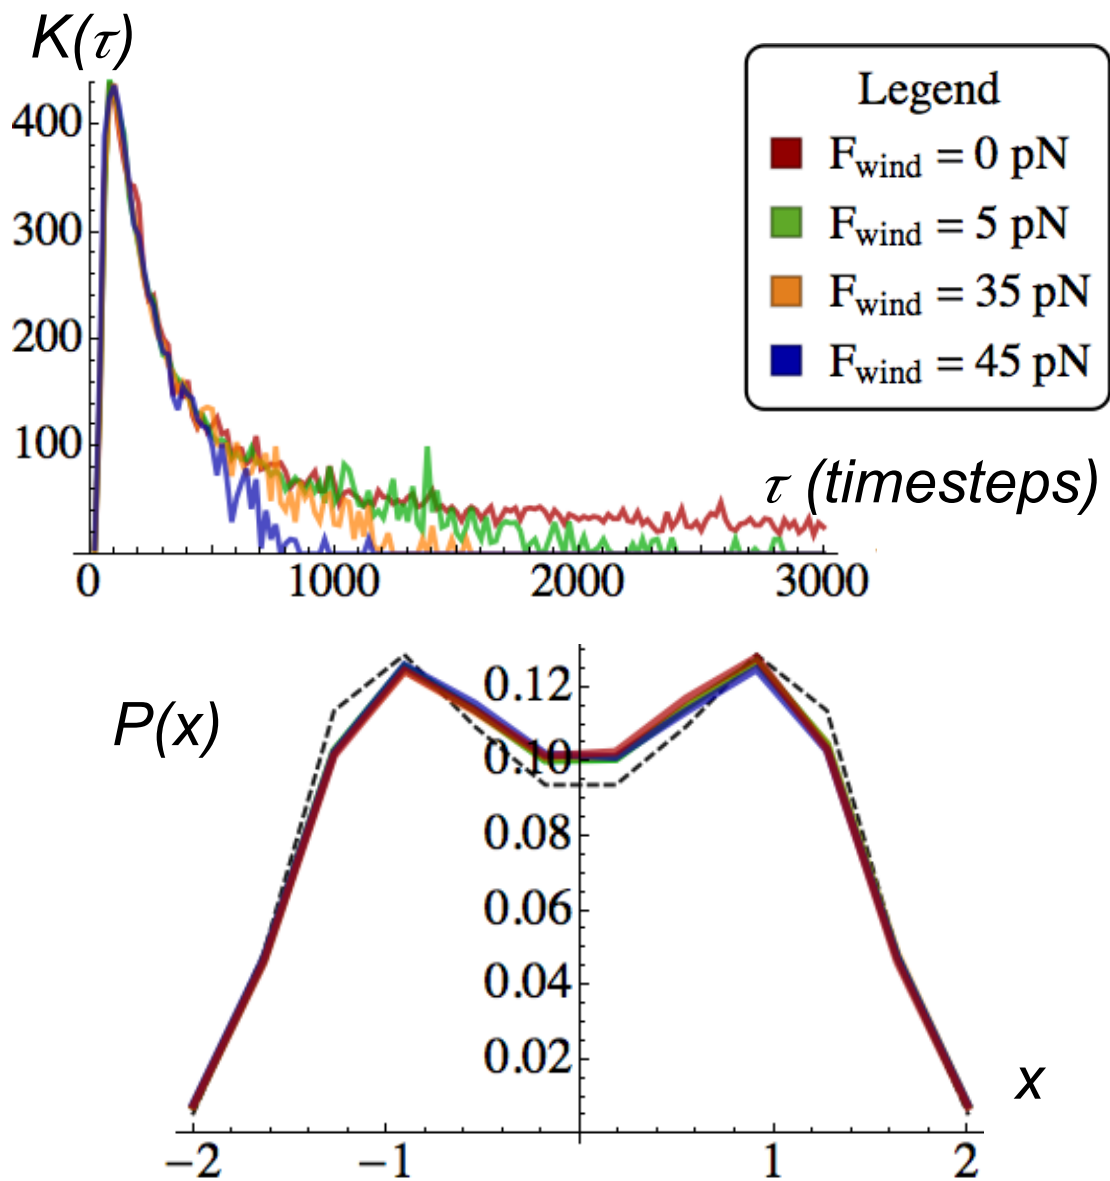 K(τ)
400
300
200
100
0 1000 2000 3000
τ (timesteps)
Legend
F_wind = 0 pN
F_wind = 5 pN
F_wind = 35 pN
F_wind = 45 pN
P(x)
0.12
0.10
0.08
0.06
0.04
0.02
x
−2 −1 1 2